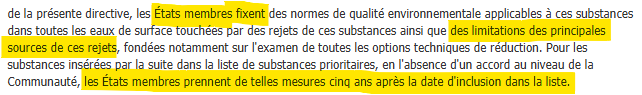 de la présente directive, les États membres fixent des normes de qualité environnementale applicables à ces substances
dans toutes les eaux de surface touchées par des rejets de ces substances ainsi que des limitations des principales
sources de ces rejets, fondées notamment sur l'examen de toutes les options techniques de réduction. Pour les
substances insérées par la suite dans la liste de substances prioritaires, en l'absence d'un accord au niveau de la
Communauté, les États membres prennent de telles mesures cinq ans après la date d'inclusion dans la liste.